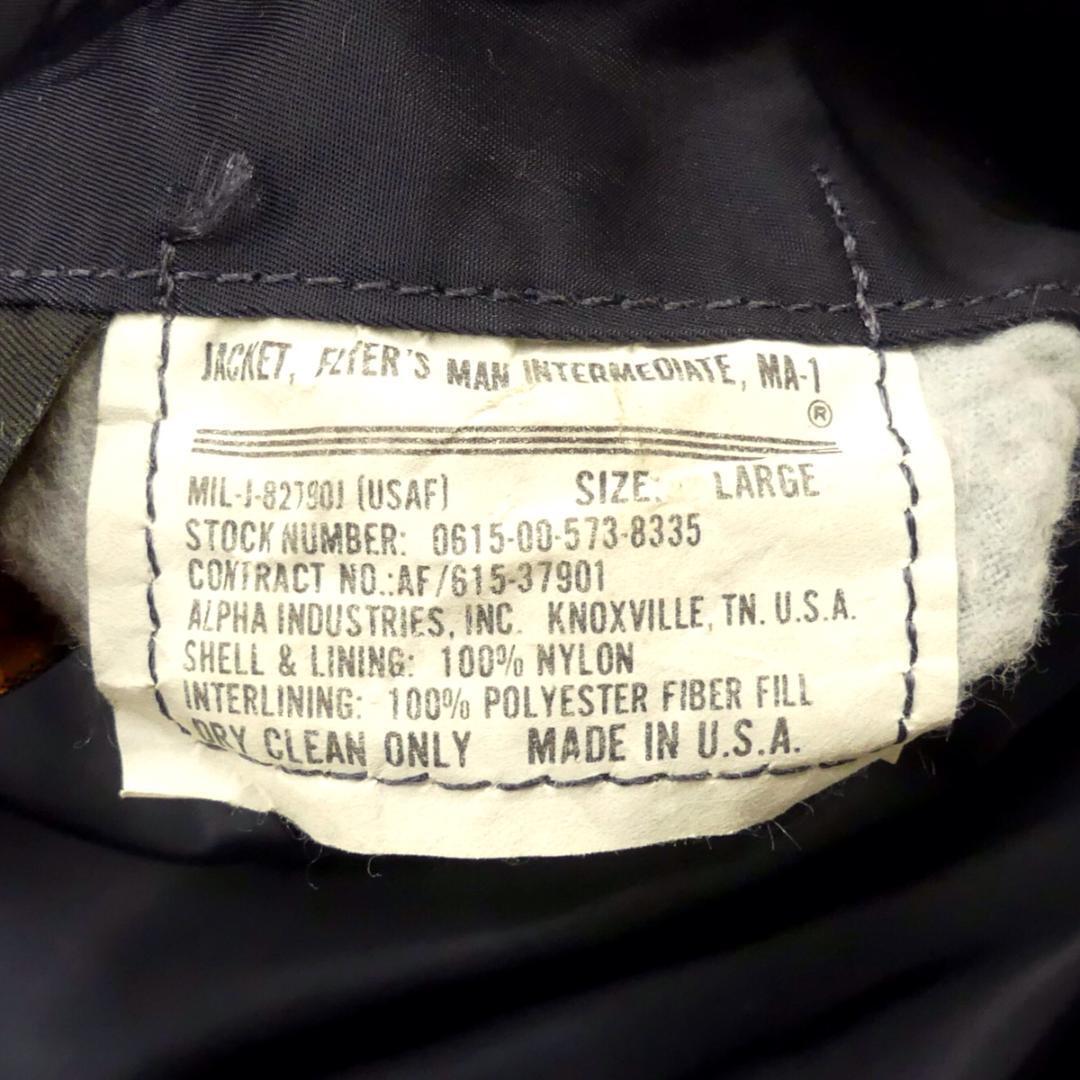 JACKET, FLYER'S MAN INTERMEDIATE, MA-1
®
MIL-J-82790J (USAF) SIZE: LARGE
STOCK NUMBER: 0615-00-573-8335
CONTRACT NO.:AF/615-37901
ALPHA INDUSTRIES, INC. KNOXVILLE, TN. U.S.A.
SHELL & LINING: 100% NYLON
INTERLINING: 100% POLYESTER FIBER FILL
DRY CLEAN ONLY MADE IN U.S.A.